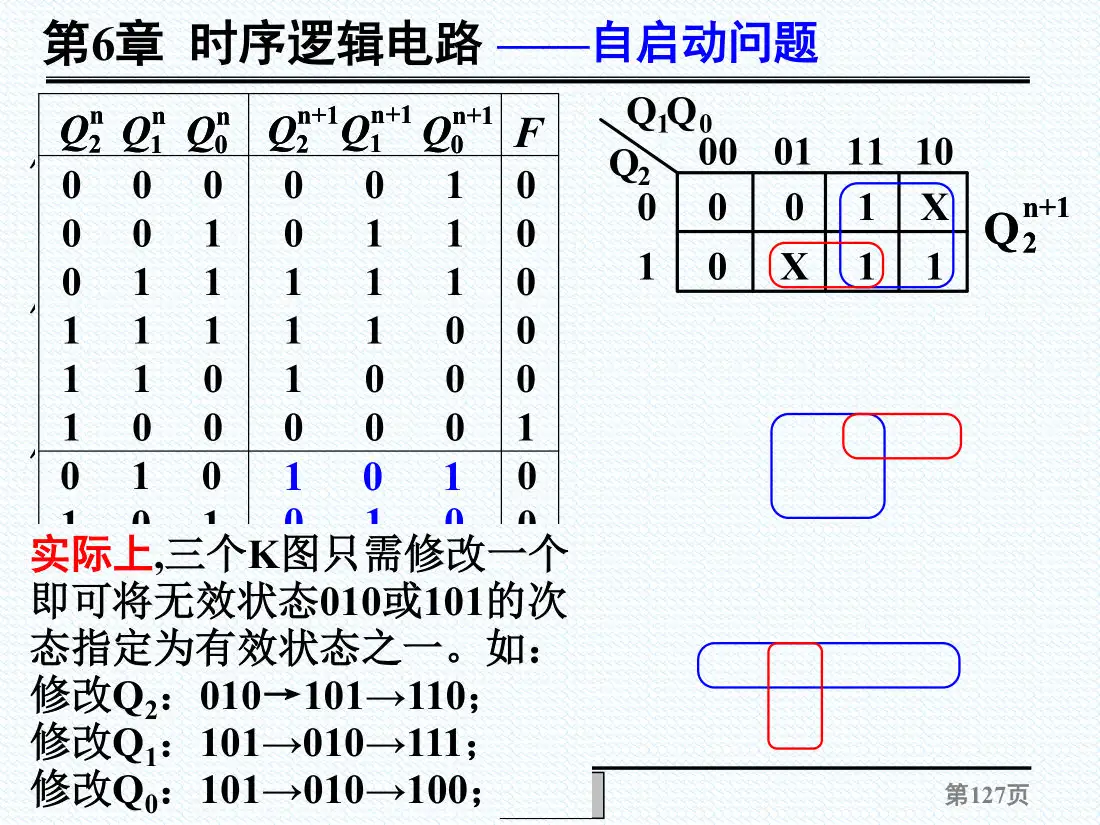 第6章 时序逻辑电路 ——自启动问题
Q₂ⁿ Q₁ⁿ Q₀ⁿ Q₂ⁿ⁺¹ Q₁ⁿ⁺¹ Q₀ⁿ⁺¹ F
0 0 0 0 0 1 0
0 0 1 0 1 1 0
0 1 1 1 1 1 0
1 1 1 1 1 0 0
1 1 0 1 0 0 0
1 0 0 0 0 0 1
0 1 0 1 0 1 0
1 0 1 0 1 0 0
Q₁Q₀
Q₂
00 01 11 10
0 0 0 1 X
1 0 X 1 1
Q₂ⁿ⁺¹
实际上,三个K图只需修改一个
即可将无效状态010或101的次
态指定为有效状态之一。如：
修改Q₂：010→101→110；
修改Q₁：101→010→111；
修改Q₀：101→010→100；
第127页